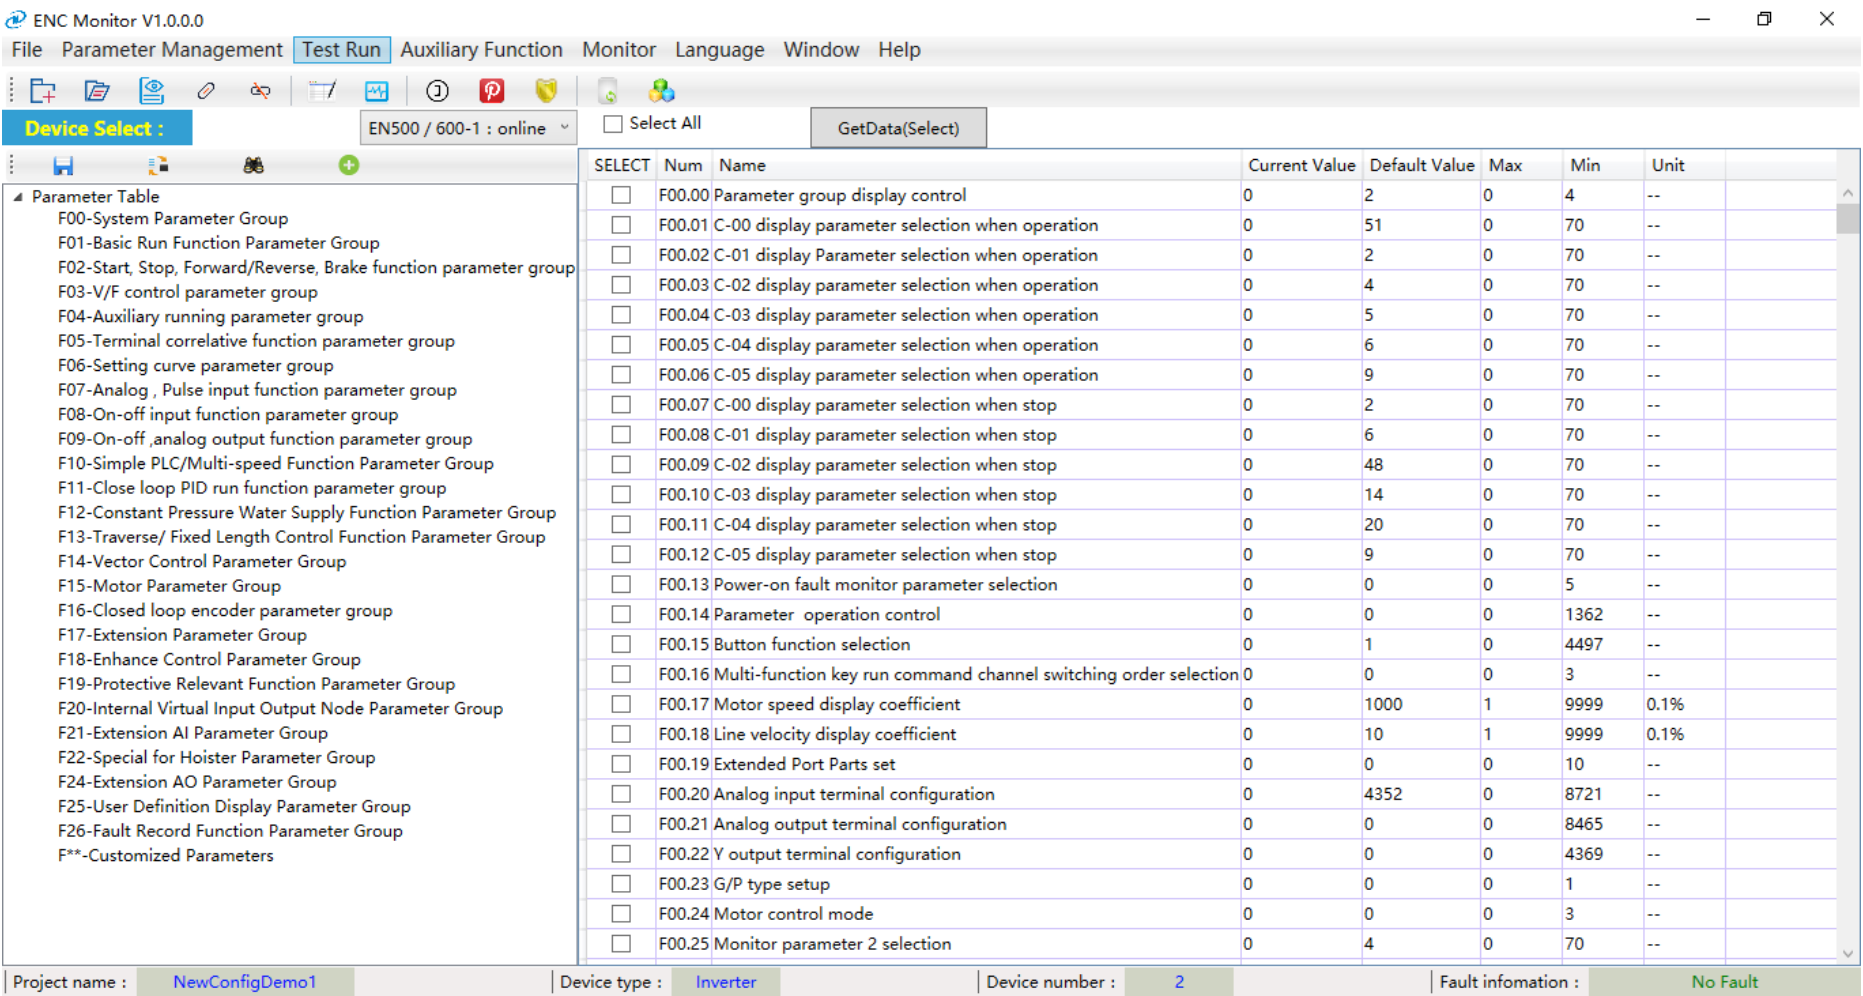 ENC Monitor V1.0.0.0
File Parameter Management Test Run Auxiliary Function Monitor Language Window Help
Device Select : EN500 / 600-1 : online Select All GetData(Select)
SELECT Num Name Current Value Default Value Max Min Unit
Parameter Table
F00-System Parameter Group
F01-Basic Run Function Parameter Group
F02-Start, Stop, Forward/Reverse, Brake function parameter group
F03-V/F control parameter group
F04-Auxiliary running parameter group
F05-Terminal correlative function parameter group
F06-Setting curve parameter group
F07-Analog , Pulse input function parameter group
F08-On-off input function parameter group
F09-On-off ,analog output function parameter group
F10-Simple PLC/Multi-speed Function Parameter Group
F11-Close loop PID run function parameter group
F12-Constant Pressure Water Supply Function Parameter Group
F13-Traverse/ Fixed Length Control Function Parameter Group
F14-Vector Control Parameter Group
F15-Motor Parameter Group
F16-Closed loop encoder parameter group
F17-Extension Parameter Group
F18-Enhance Control Parameter Group
F19-Protective Relevant Function Parameter Group
F20-Internal Virtual Input Output Node Parameter Group
F21-Extension AI Parameter Group
F22-Special for Hoister Parameter Group
F24-Extension AO Parameter Group
F25-User Definition Display Parameter Group
F26-Fault Record Function Parameter Group
F**-Customized Parameters
F00.00 Parameter group display control 0 2 0 4 --
F00.01 C-00 display parameter selection when operation 0 51 0 70 --
F00.02 C-01 display Parameter selection when operation 0 2 0 70 --
F00.03 C-02 display parameter selection when operation 0 4 0 70 --
F00.04 C-03 display parameter selection when operation 0 5 0 70 --
F00.05 C-04 display parameter selection when operation 0 6 0 70 --
F00.06 C-05 display parameter selection when operation 0 9 0 70 --
F00.07 C-00 display parameter selection when stop 0 2 0 70 --
F00.08 C-01 display parameter selection when stop 0 6 0 70 --
F00.09 C-02 display parameter selection when stop 0 48 0 70 --
F00.10 C-03 display parameter selection when stop 0 14 0 70 --
F00.11 C-04 display parameter selection when stop 0 20 0 70 --
F00.12 C-05 display parameter selection when stop 0 9 0 70 --
F00.13 Power-on fault monitor parameter selection 0 0 0 5 --
F00.14 Parameter operation control 0 0 0 1362 --
F00.15 Button function selection 0 1 0 4497 --
F00.16 Multi-function key run command channel switching order selection 0 0 0 3 --
F00.17 Motor speed display coefficient 0 1000 1 9999 0.1%
F00.18 Line velocity display coefficient 0 10 1 9999 0.1%
F00.19 Extended Port Parts set 0 0 0 10 --
F00.20 Analog input terminal configuration 0 4352 0 8721 --
F00.21 Analog output terminal configuration 0 0 0 8465 --
F00.22 Y output terminal configuration 0 0 0 4369 --
F00.23 G/P type setup 0 0 0 1 --
F00.24 Motor control mode 0 0 0 3 --
F00.25 Monitor parameter 2 selection 0 4 0 70 --
Project name : NewConfigDemo1 Device type : Inverter Device number : 2 Fault infomation : No Fault